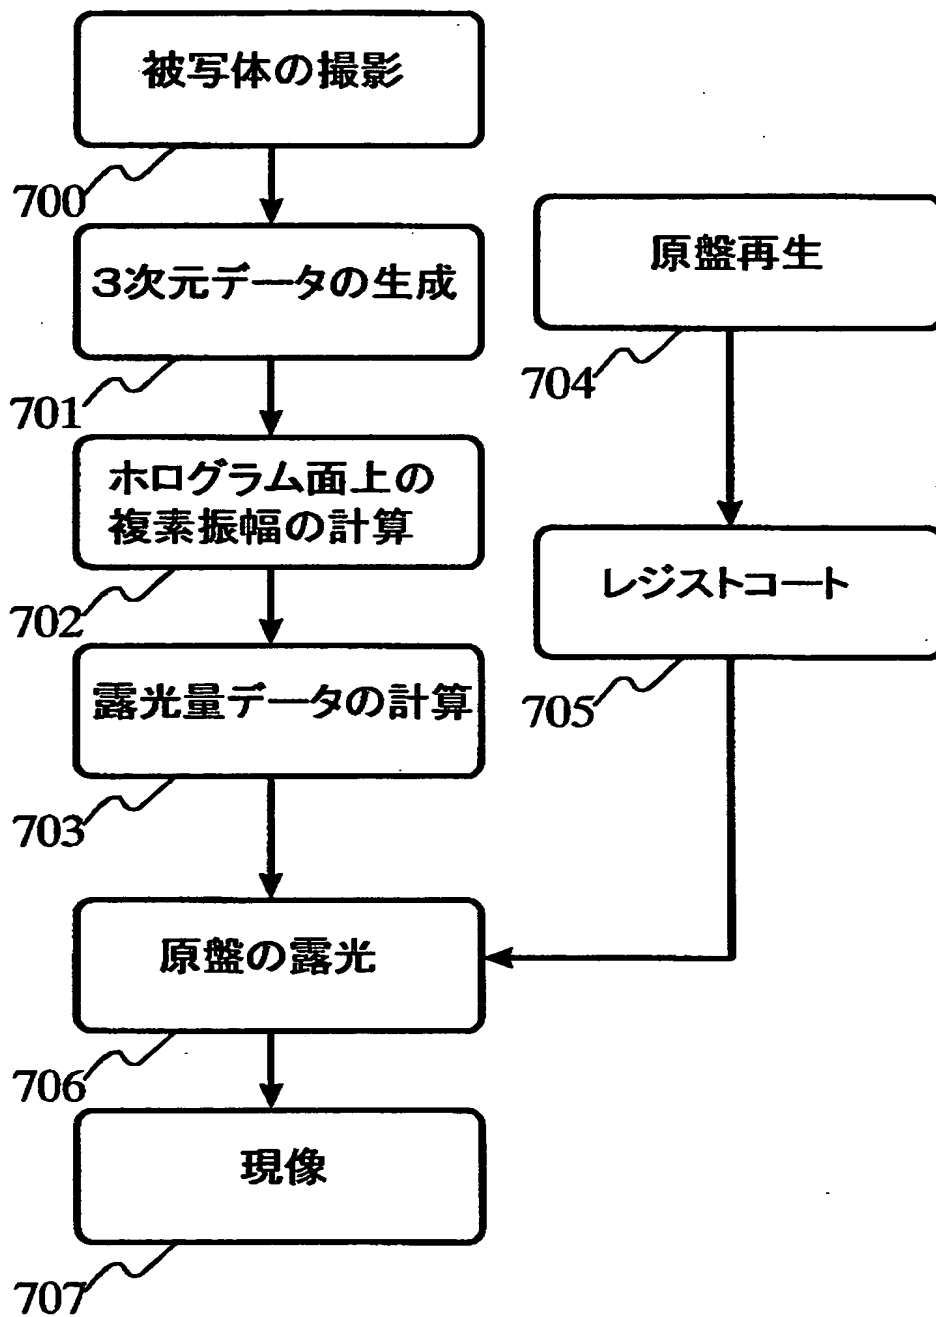 被写体の撮影
700
3次元データの生成
701
ホログラム面上の
複素振幅の計算
702
露光量データの計算
703
原盤再生
704
レジストコート
705
原盤の露光
706
現像
707